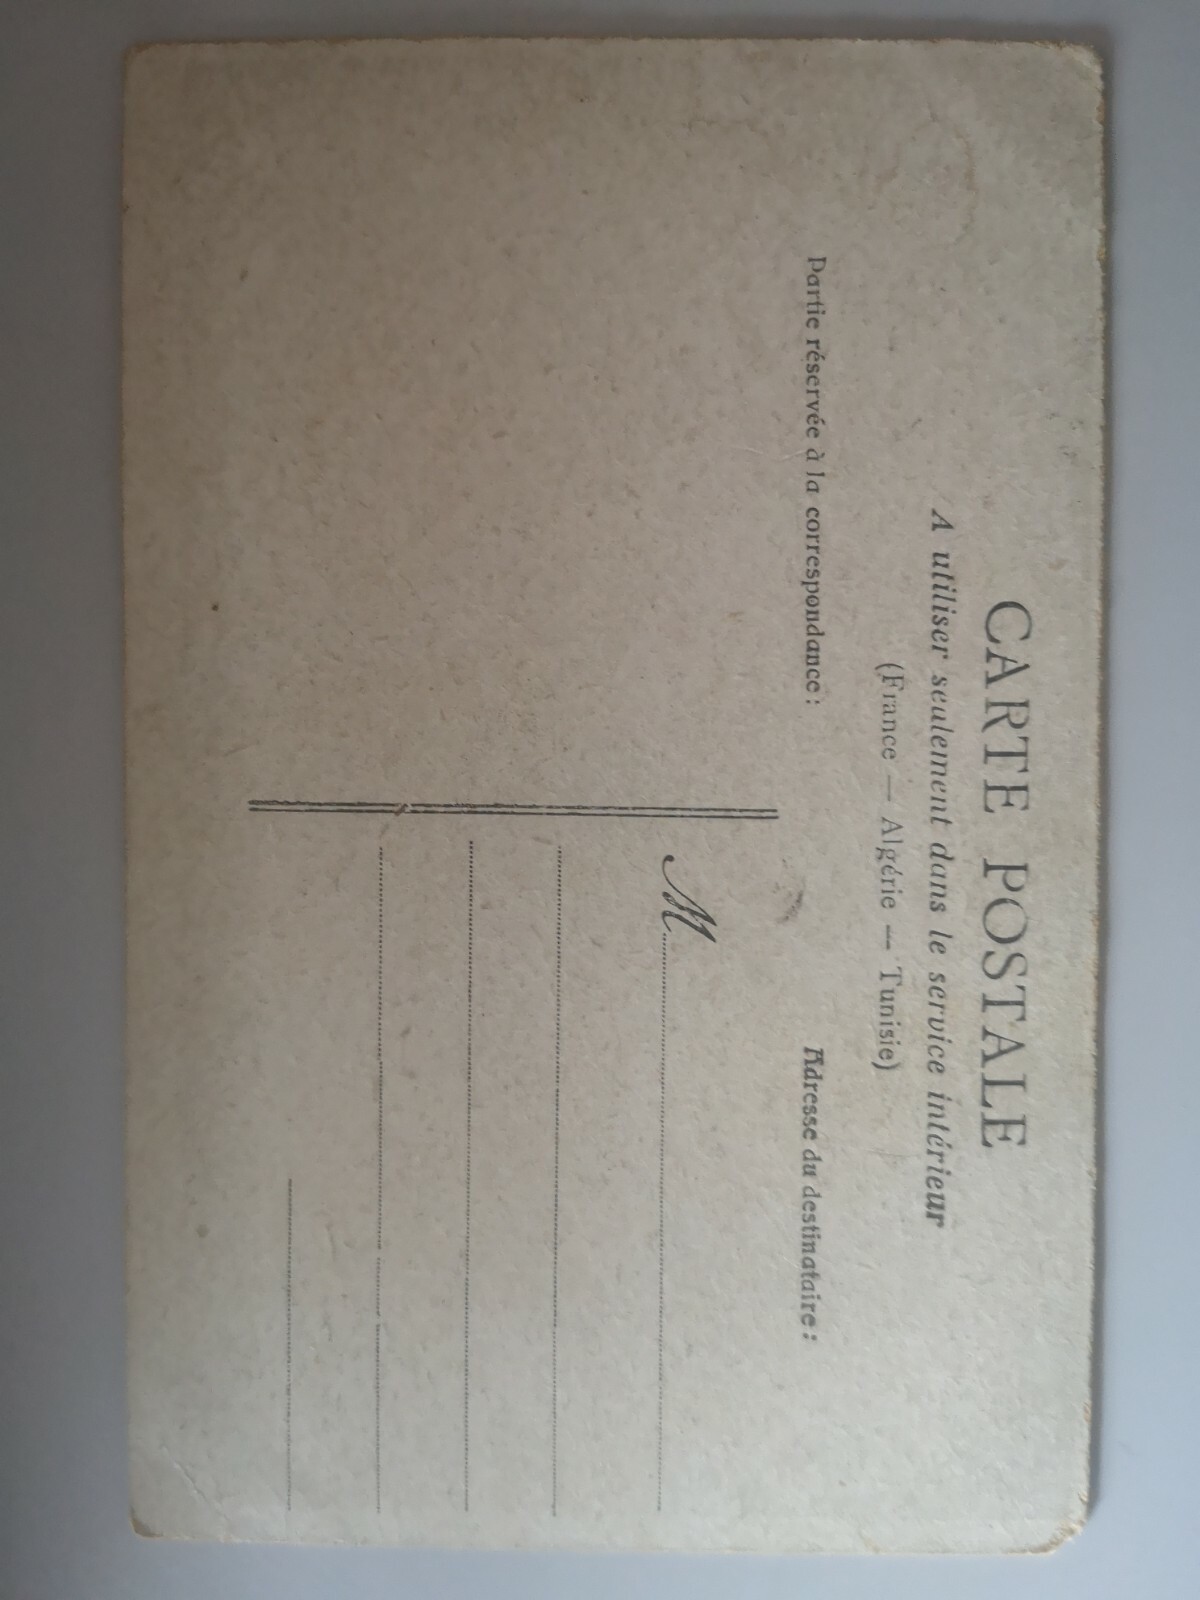 CARTE POSTALE
A utiliser seulement dans le service intérieur
(France — Algérie — Tunisie)
Partie réservée à la correspondance :
Adresse du destinataire :
M